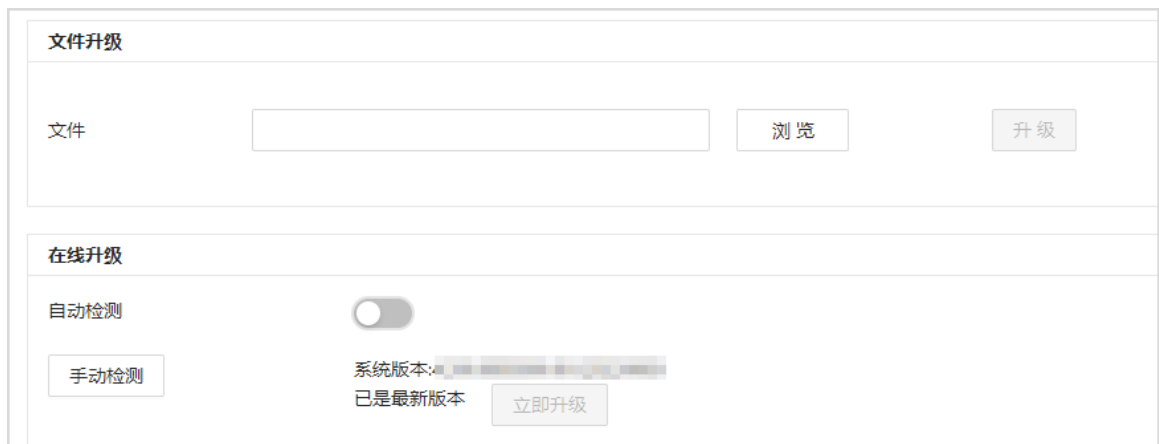 文件升级
文件 浏览 升级
在线升级
自动检测
手动检测 系统版本:
已是最新版本 立即升级